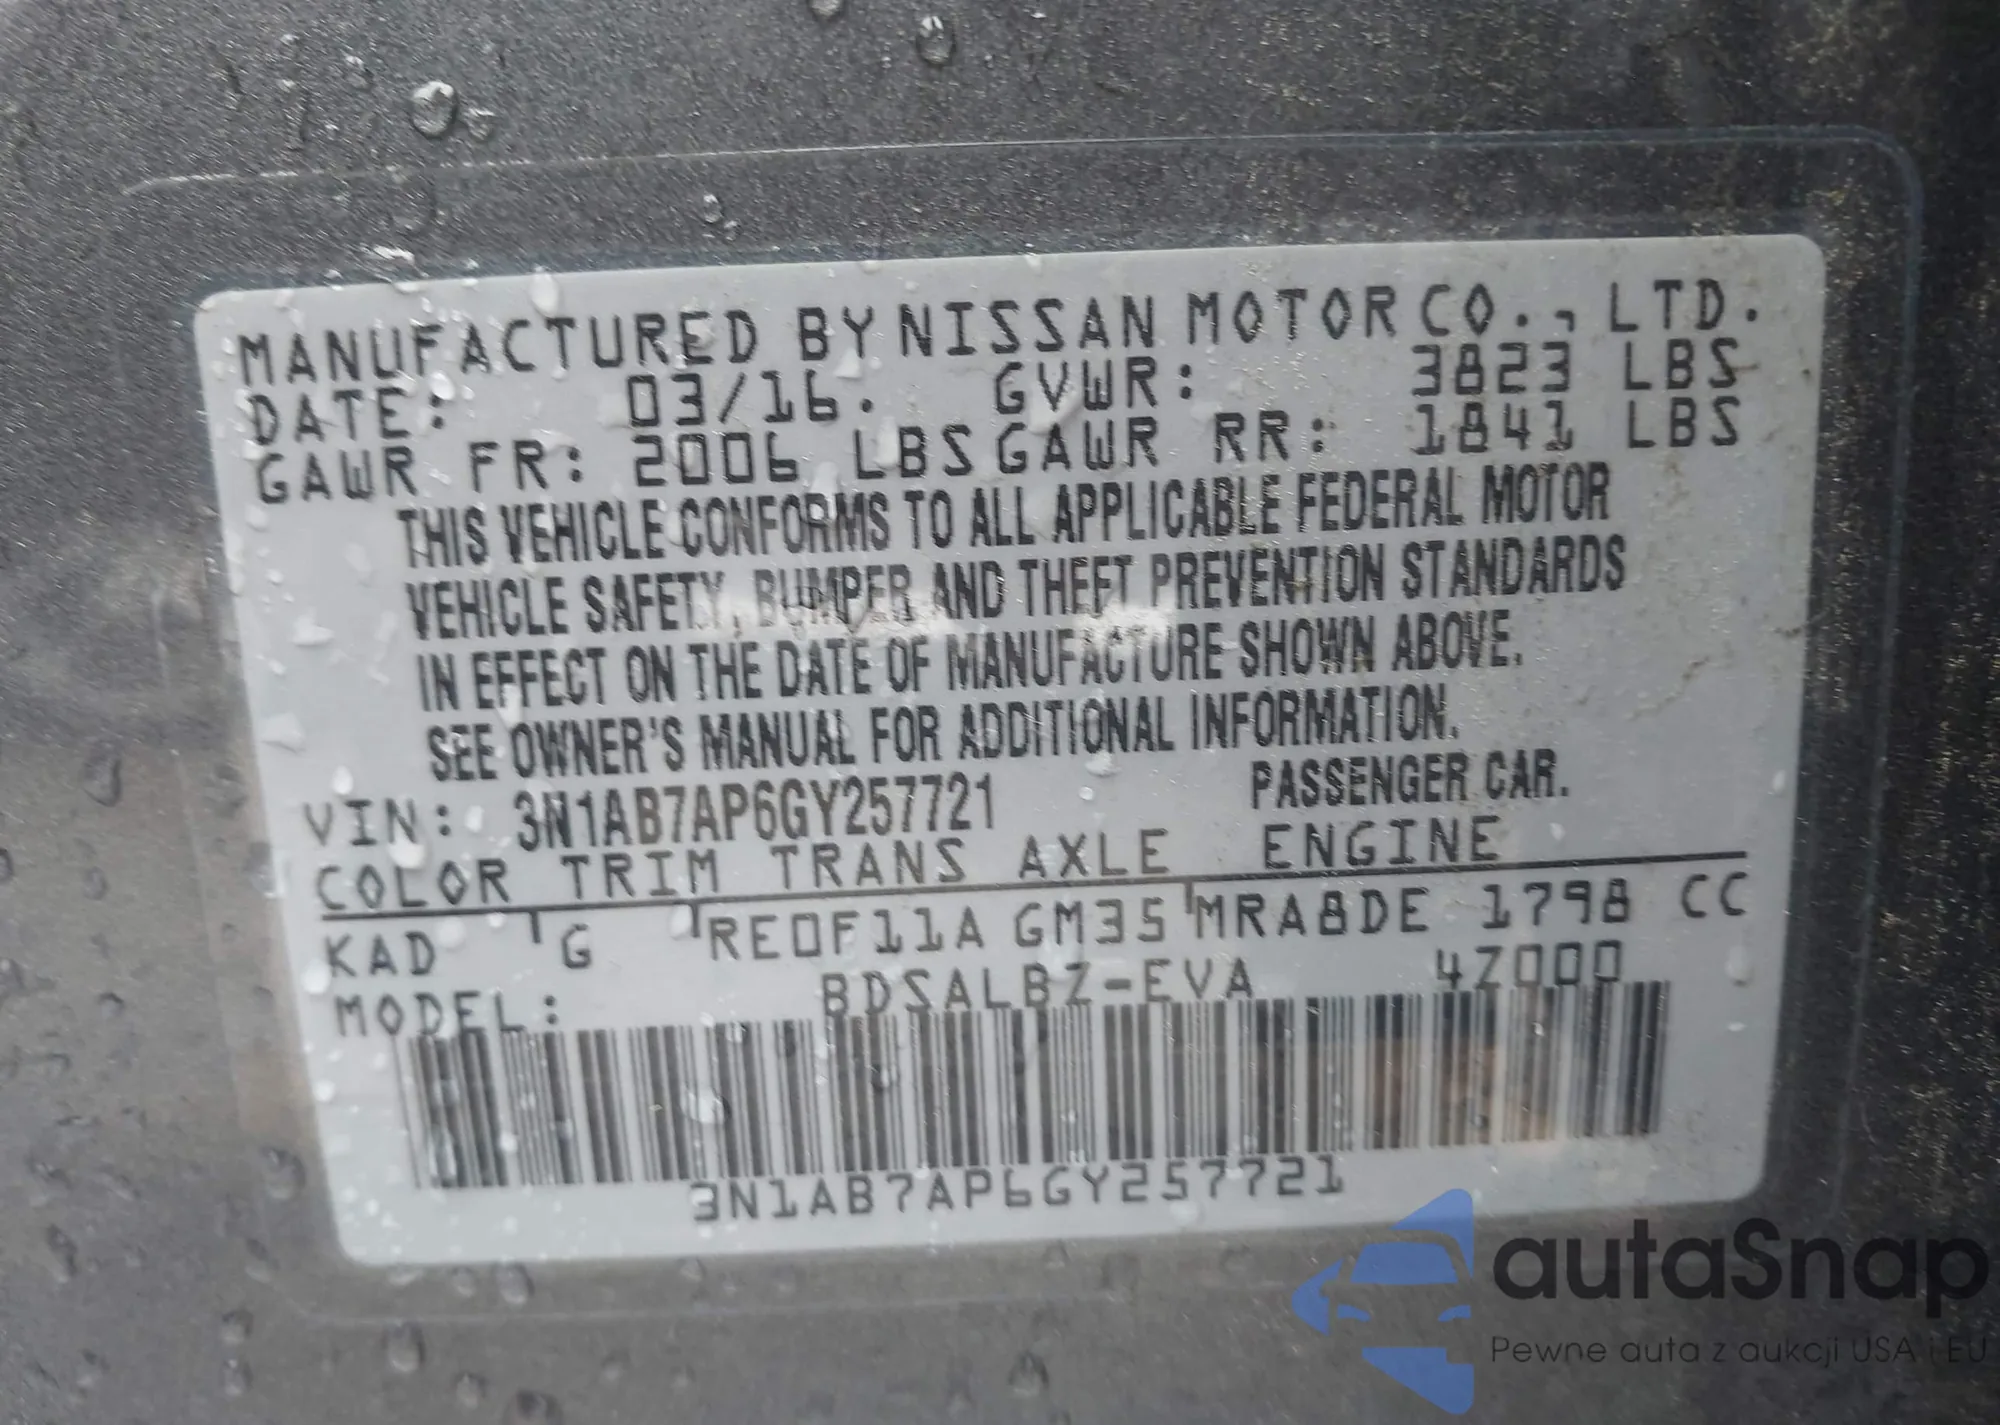 MANUFACTURED BY NISSAN MOTOR CO., LTD.
DATE: 03/16. GVWR: 3823 LBS
GAWR FR: 2006 LBS GAWR RR: 1841 LBS
THIS VEHICLE CONFORMS TO ALL APPLICABLE FEDERAL MOTOR
VEHICLE SAFETY, BUMPER AND THEFT PREVENTION STANDARDS
IN EFFECT ON THE DATE OF MANUFACTURE SHOWN ABOVE.
SEE OWNER'S MANUAL FOR ADDITIONAL INFORMATION.
VIN: 3N1AB7AP6GY257721 PASSENGER CAR.
COLOR TRIM TRANS AXLE ENGINE
KAD G RE0F11A GM35 MRA8DE 1798 CC
MODEL: BDSALBZ-EVA 4Z000
3N1AB7AP6GY257721
autaSnap
Pewne auta z aukcji USA i EU